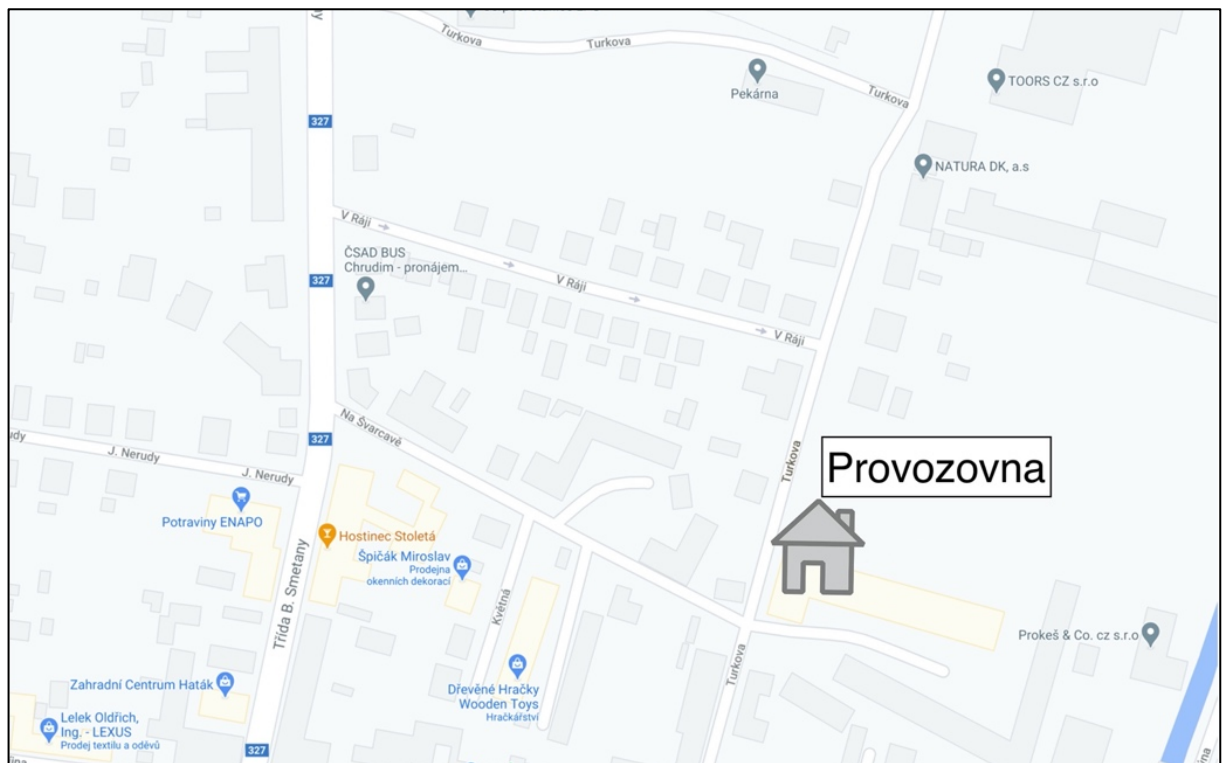 Turkova
Turkova
Turkova
Pekárna
TOORS CZ s.r.o
327
NATURA DK, a.s
V Ráji
ČSAD BUS
Chrudim - pronájem...
327
V Ráji
V Ráji
Na Švarcavě
327
J. Nerudy
J. Nerudy
Turkova
Provozovna
Potraviny ENAPO
Hostinec Stoletá
Špičák Miroslav
Prodejna
okenních dekorací
Třída B. Smetany
Květná
Prokeš & Co. cz s.r.o
Turkova
Zahradní Centrum Haták
Dřevěné Hračky
Wooden Toys
Hračkářství
Lelek Oldřich,
Ing. - LEXUS
Prodej textilu a oděvů
327